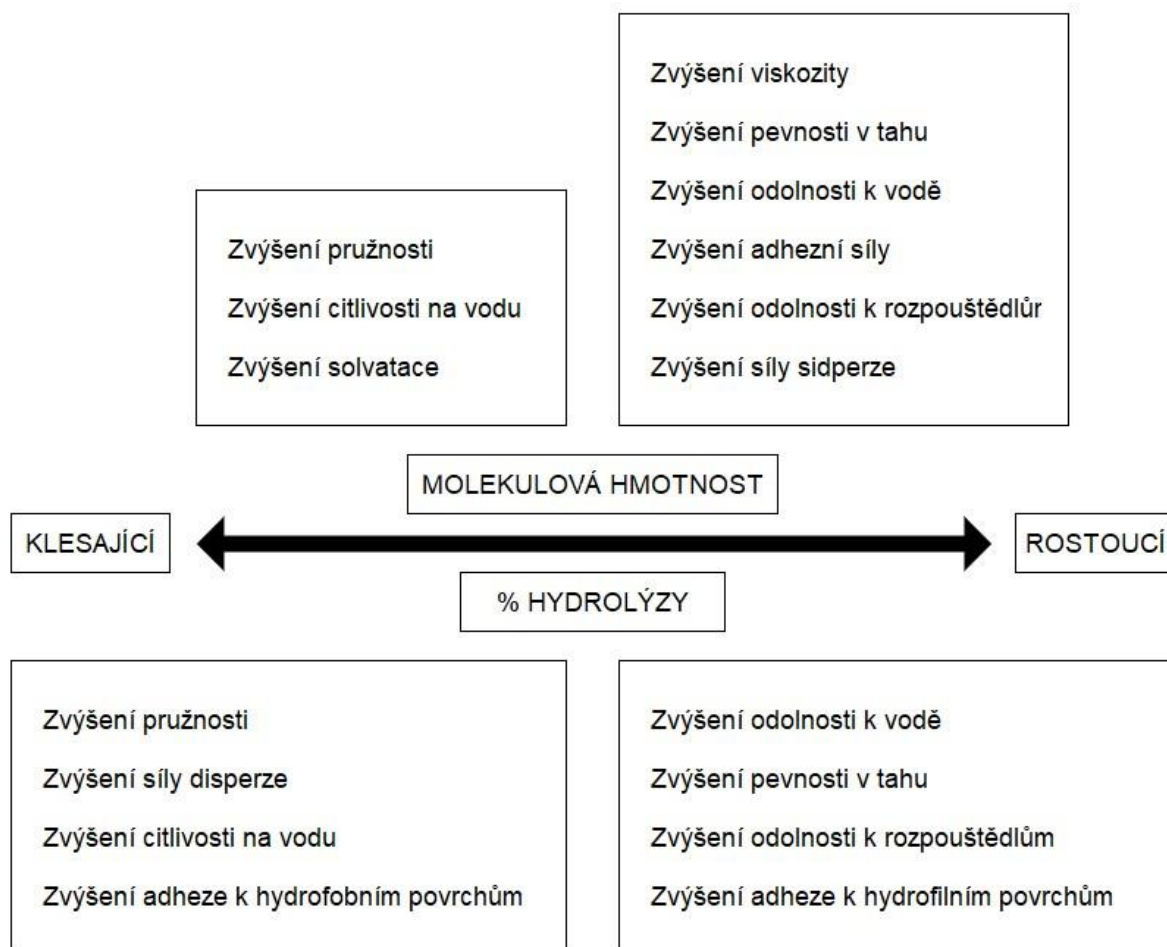 Zvýšení viskozity
Zvýšení pevnosti v tahu
Zvýšení odolnosti k vodě
Zvýšení adhezní síly
Zvýšení odolnosti k rozpouštědlůr
Zvýšení síly sidperze
Zvýšení pružnosti
Zvýšení citlivosti na vodu
Zvýšení solvatace
MOLEKULOVÁ HMOTNOST
KLESAJÍCÍ
ROSTOUCÍ
% HYDROLÝZY
Zvýšení pružnosti
Zvýšení síly disperze
Zvýšení citlivosti na vodu
Zvýšení adheze k hydrofobním povrchům
Zvýšení odolnosti k vodě
Zvýšení pevnosti v tahu
Zvýšení odolnosti k rozpouštědlům
Zvýšení adheze k hydrofilním povrchům